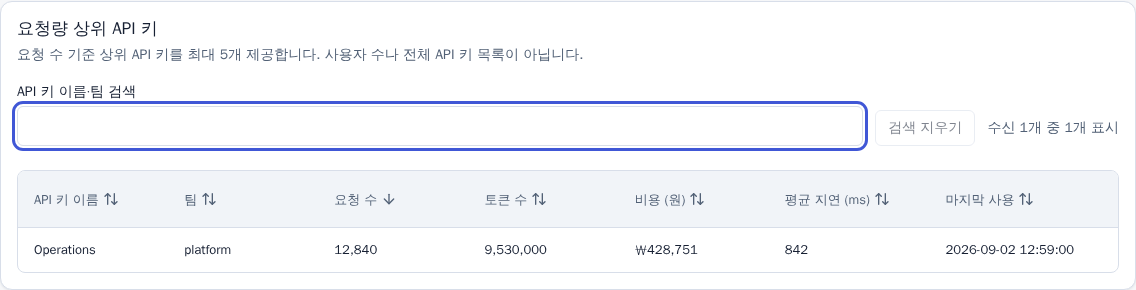 요청량 상위 API 키
요청 수 기준 상위 API 키를 최대 5개 제공합니다. 사용자 수나 전체 API 키 목록이 아닙니다.
API 키 이름·팀 검색
검색 지우기 수신 1개 중 1개 표시
API 키 이름 팀 요청 수 토큰 수 비용 (원) 평균 지연 (ms) 마지막 사용
Operations platform 12,840 9,530,000 ₩428,751 842 2026-09-02 12:59:00